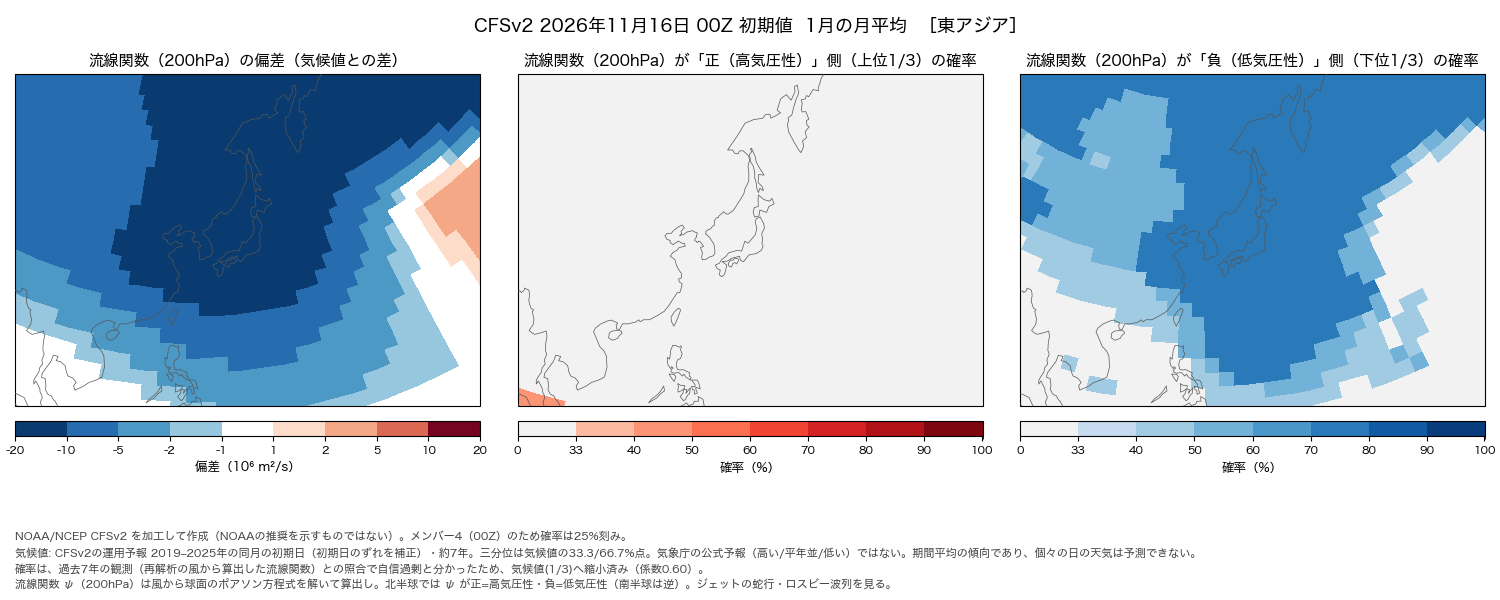 CFSv2 2026年11月16日 00Z 初期値 1月の月平均 ［東アジア］
流線関数（200hPa）の偏差（気候値との差）
流線関数（200hPa）が「正（高気圧性）」側（上位1/3）の確率
流線関数（200hPa）が「負（低気圧性）」側（下位1/3）の確率
-20 -10 -5 -2 -1 1 2 5 10 20
偏差（10⁶ m²/s）
0 33 40 50 60 70 80 90 100
確率（%）
0 33 40 50 60 70 80 90 100
確率（%）
NOAA/NCEP CFSv2 を加工して作成（NOAAの推奨を示すものではない）。メンバー4（00Z）のため確率は25%刻み。
気候値: CFSv2の運用予報 2019–2025年の同月の初期日（初期日のずれを補正）・約7年。三分位は気候値の33.3/66.7%点。気象庁の公式予報（高い/平年並/低い）ではない。期間平均の傾向であり、個々の日の天気は予測できない。
確率は、過去7年の観測（再解析の風から算出した流線関数）との照合で自信過剰と分かったため、気候値(1/3)へ縮小済み（係数0.60）。
流線関数 ψ（200hPa）は風から球面のポアソン方程式を解いて算出し。北半球では ψ が正=高気圧性・負=低気圧性（南半球は逆）。ジェットの蛇行・ロスビー波列を見る。